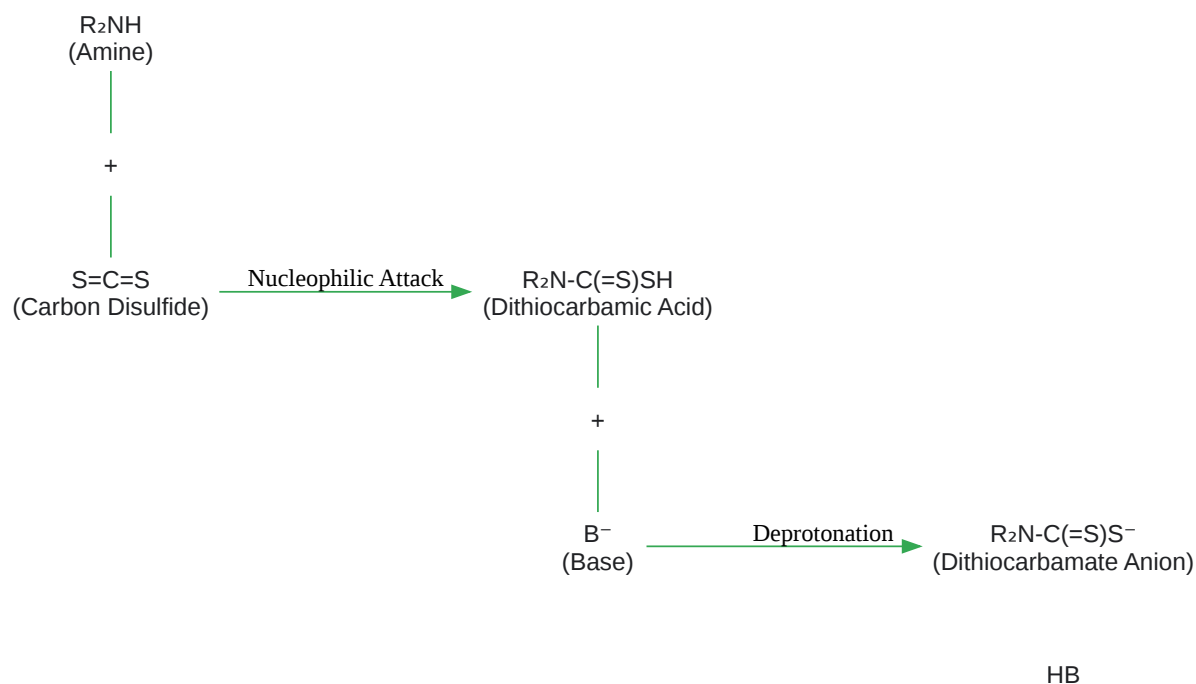 R₂NH
(Amine)
+
S=C=S
(Carbon Disulfide)
Nucleophilic Attack
R₂N-C(=S)SH
(Dithiocarbamic Acid)
+
B⁻
(Base)
Deprotonation
R₂N-C(=S)S⁻
(Dithiocarbamate Anion)
HB